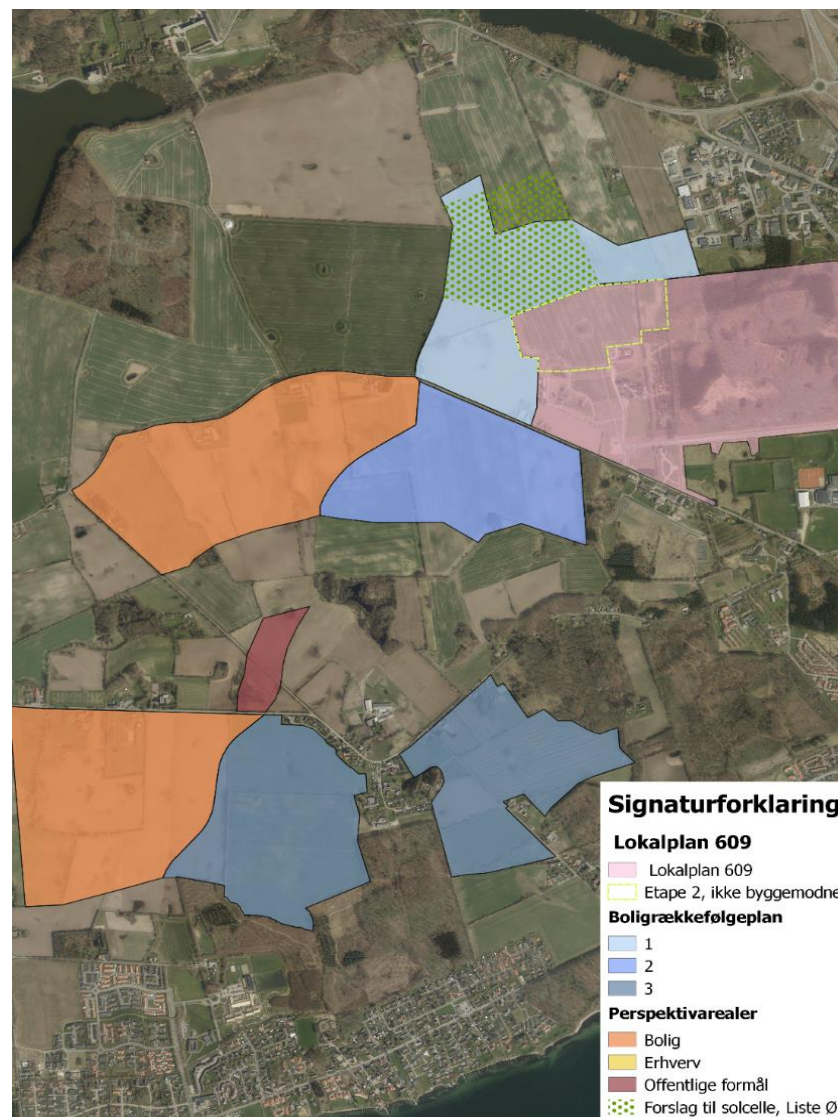 Signaturforklaring
Lokalplan 609
Lokalplan 609
Etape 2, ikke byggemodne
Boligrækkefølgeplan
1
2
3
Perspektivarealer
Bolig
Erhverv
Offentlige formål
Forslag til solcelle, Liste Ø